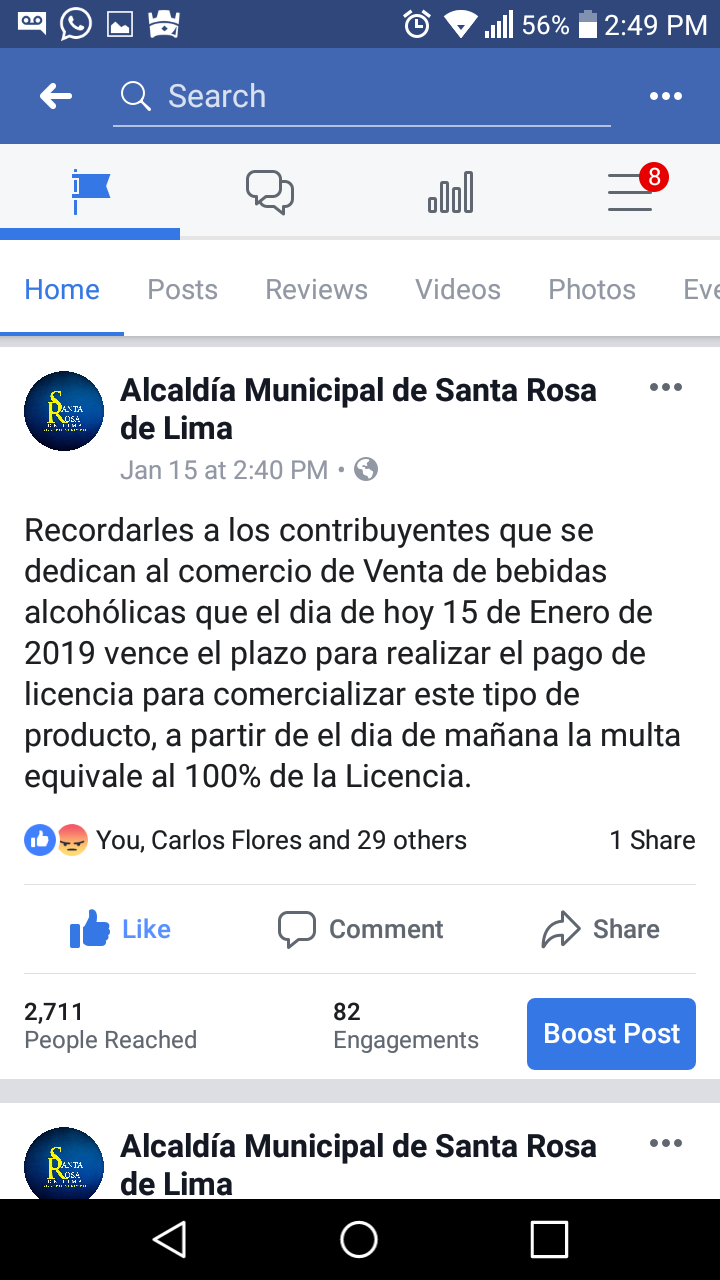 56% 2:49 PM
Search
8
Home Posts Reviews Videos Photos Eve
Alcaldía Municipal de Santa Rosa
de Lima
Jan 15 at 2:40 PM •
Recordarles a los contribuyentes que se
dedican al comercio de Venta de bebidas
alcohólicas que el dia de hoy 15 de Enero de
2019 vence el plazo para realizar el pago de
licencia para comercializar este tipo de
producto, a partir de el dia de mañana la multa
equivale al 100% de la Licencia.
You, Carlos Flores and 29 others 1 Share
Like Comment Share
2,711 82
People Reached Engagements
Boost Post
Alcaldía Municipal de Santa Rosa
de Lima